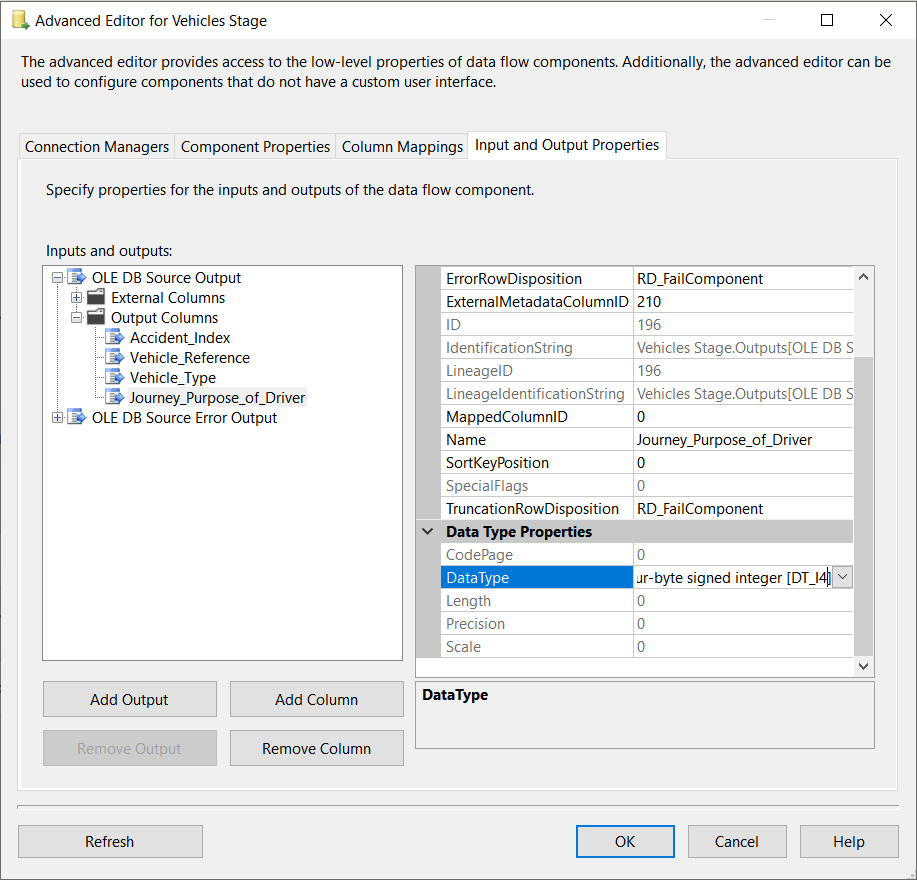 Advanced Editor for Vehicles Stage
The advanced editor provides access to the low-level properties of data flow components. Additionally, the advanced editor can be
used to configure components that do not have a custom user interface.
Connection Managers Component Properties Column Mappings Input and Output Properties
Specify properties for the inputs and outputs of the data flow component.
Inputs and outputs:
OLE DB Source Output
External Columns
Output Columns
Accident_Index
Vehicle_Reference
Vehicle_Type
Journey_Purpose_of_Driver
OLE DB Source Error Output
ErrorRowDisposition RD_FailComponent
ExternalMetadataColumnID 210
ID 196
IdentificationString Vehicles Stage.Outputs[OLE DB S
LineageID 196
LineageIdentificationString Vehicles Stage.Outputs[OLE DB S
MappedColumnID 0
Name Journey_Purpose_of_Driver
SortKeyPosition 0
SpecialFlags 0
TruncationRowDisposition RD_FailComponent
Data Type Properties
CodePage 0
DataType ur-byte signed integer [DT_I4]
Length 0
Precision 0
Scale 0
Add Output Add Column
Remove Output Remove Column
DataType
Refresh OK Cancel Help